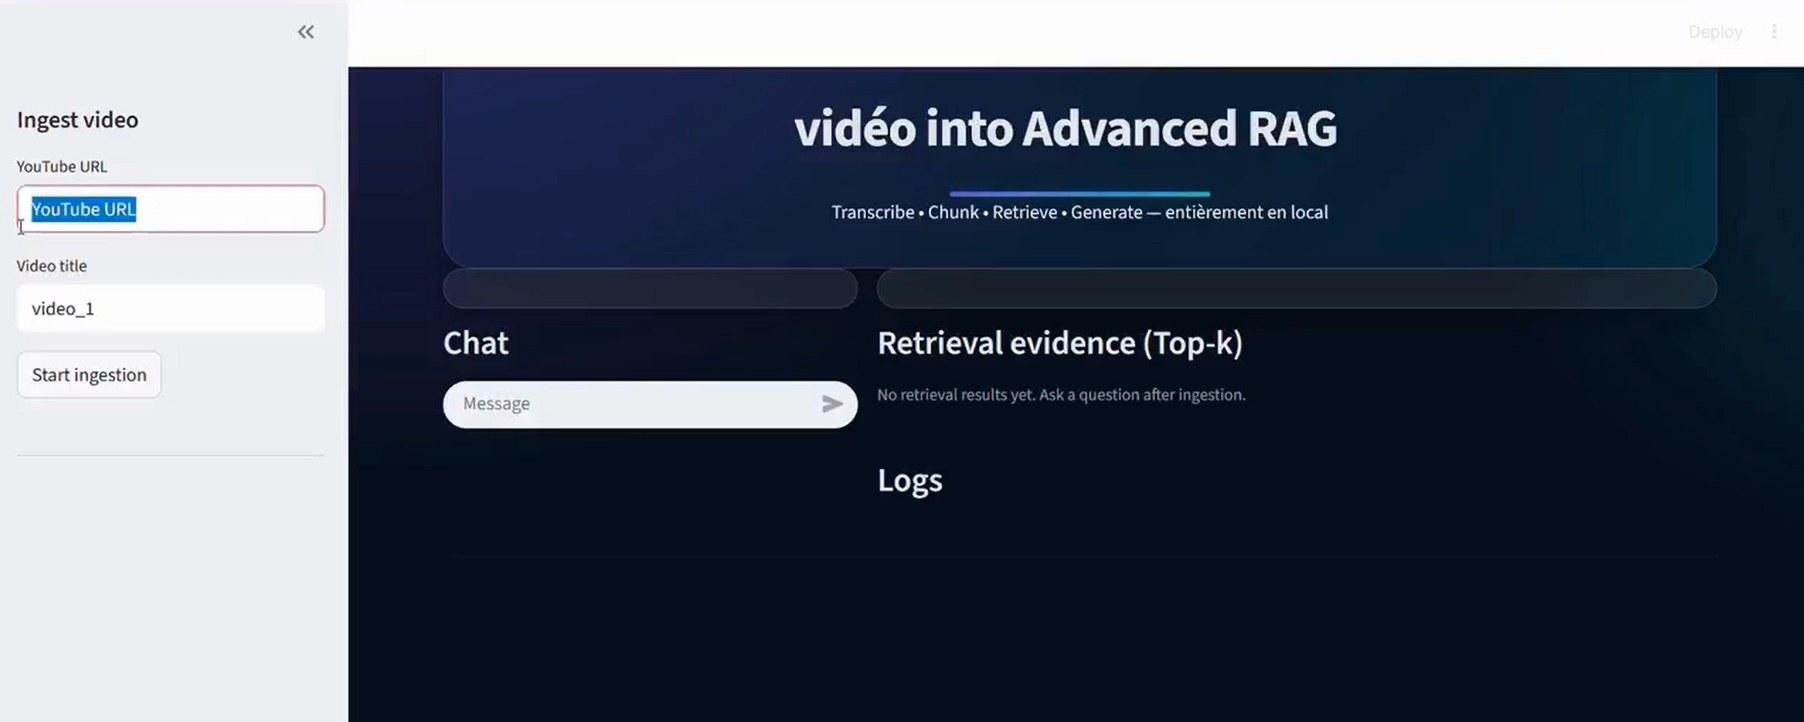 Deploy
Ingest video
YouTube URL
YouTube URL
Video title
video_1
Start ingestion
vidéo into Advanced RAG
Transcribe • Chunk • Retrieve • Generate — entièrement en local
Chat
Message
Retrieval evidence (Top-k)
No retrieval results yet. Ask a question after ingestion.
Logs